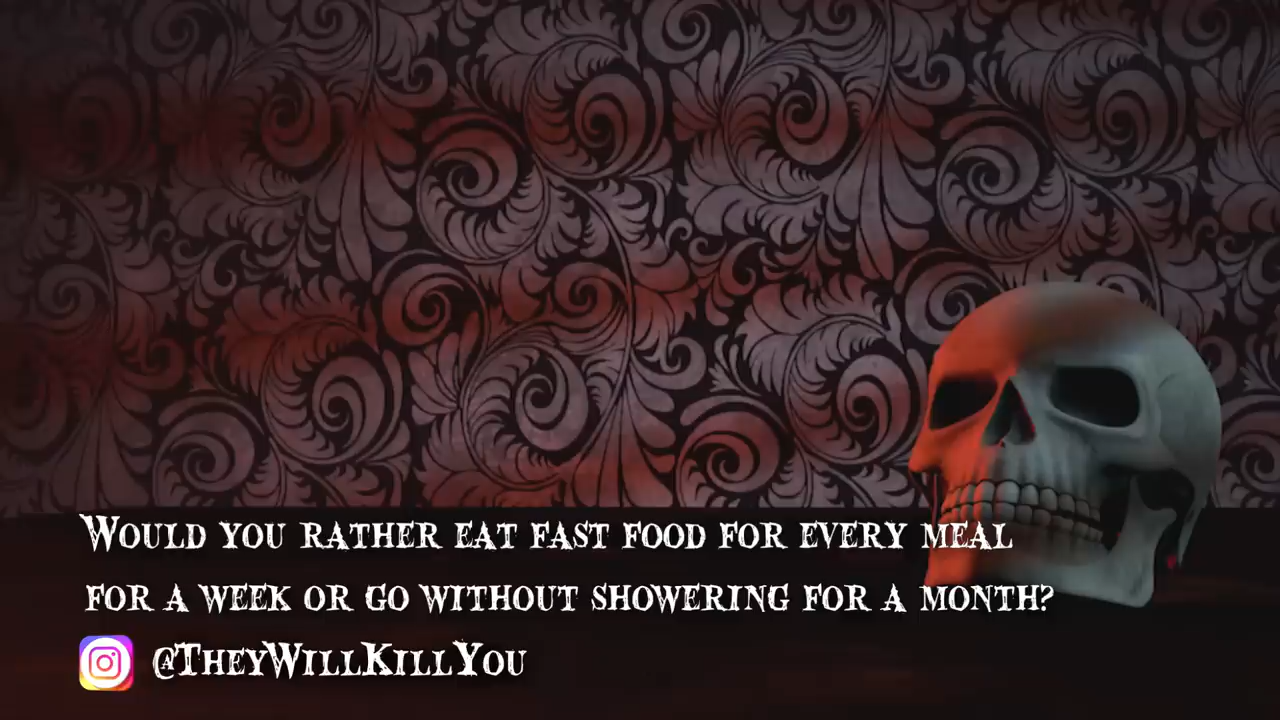 Would you rather eat fast food for every meal
for a week or go without showering for a month?
@TheyWillKillYou